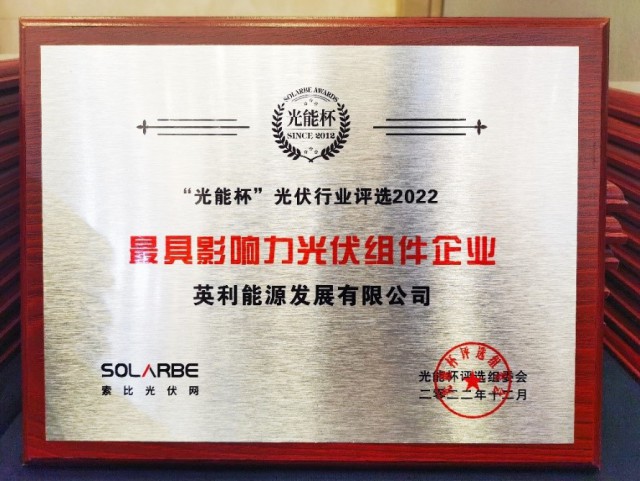 SOLARBE AWARDS
光能杯
SINCE 2012
“光能杯”光伏行业评选2022
最具影响力光伏组件企业
英利能源发展有限公司
SOLARBE
索比光伏网
光能杯评选组委会
二零二二年十二月